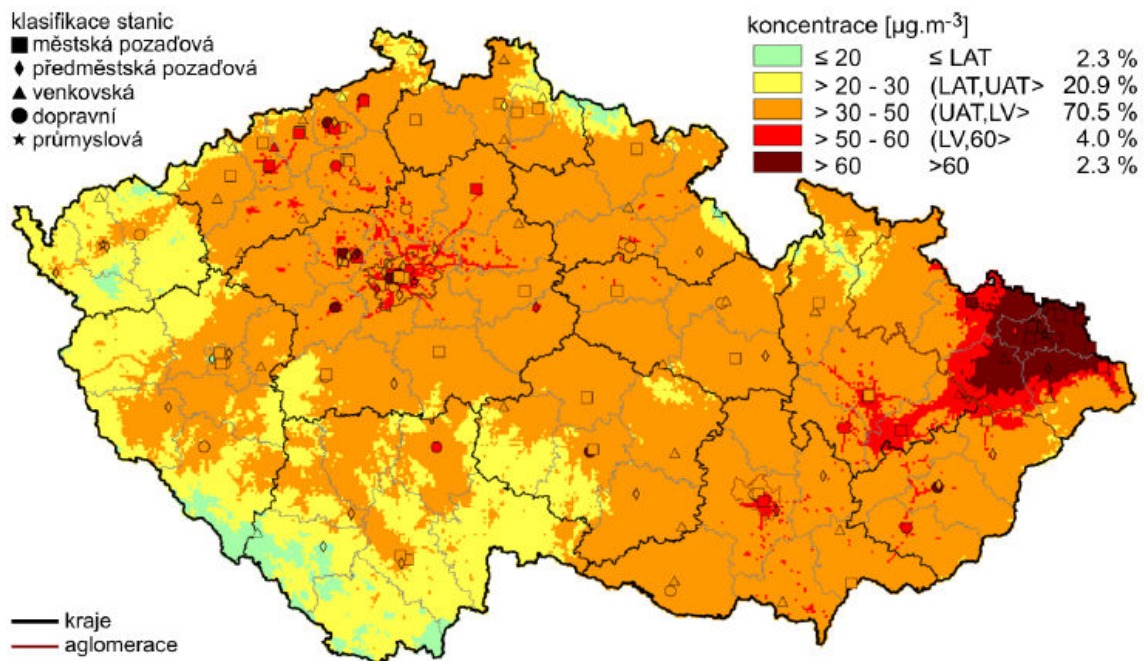 klasifikace stanic
městská pozaďová
předměstská pozaďová
venkovská
dopravní
průmyslová
koncentrace [µg.m⁻³]
≤ 20 ≤ LAT 2.3 %
> 20 - 30 (LAT,UAT> 20.9 %
> 30 - 50 (UAT,LV> 70.5 %
> 50 - 60 (LV,60> 4.0 %
> 60 >60 2.3 %
kraje
aglomerace